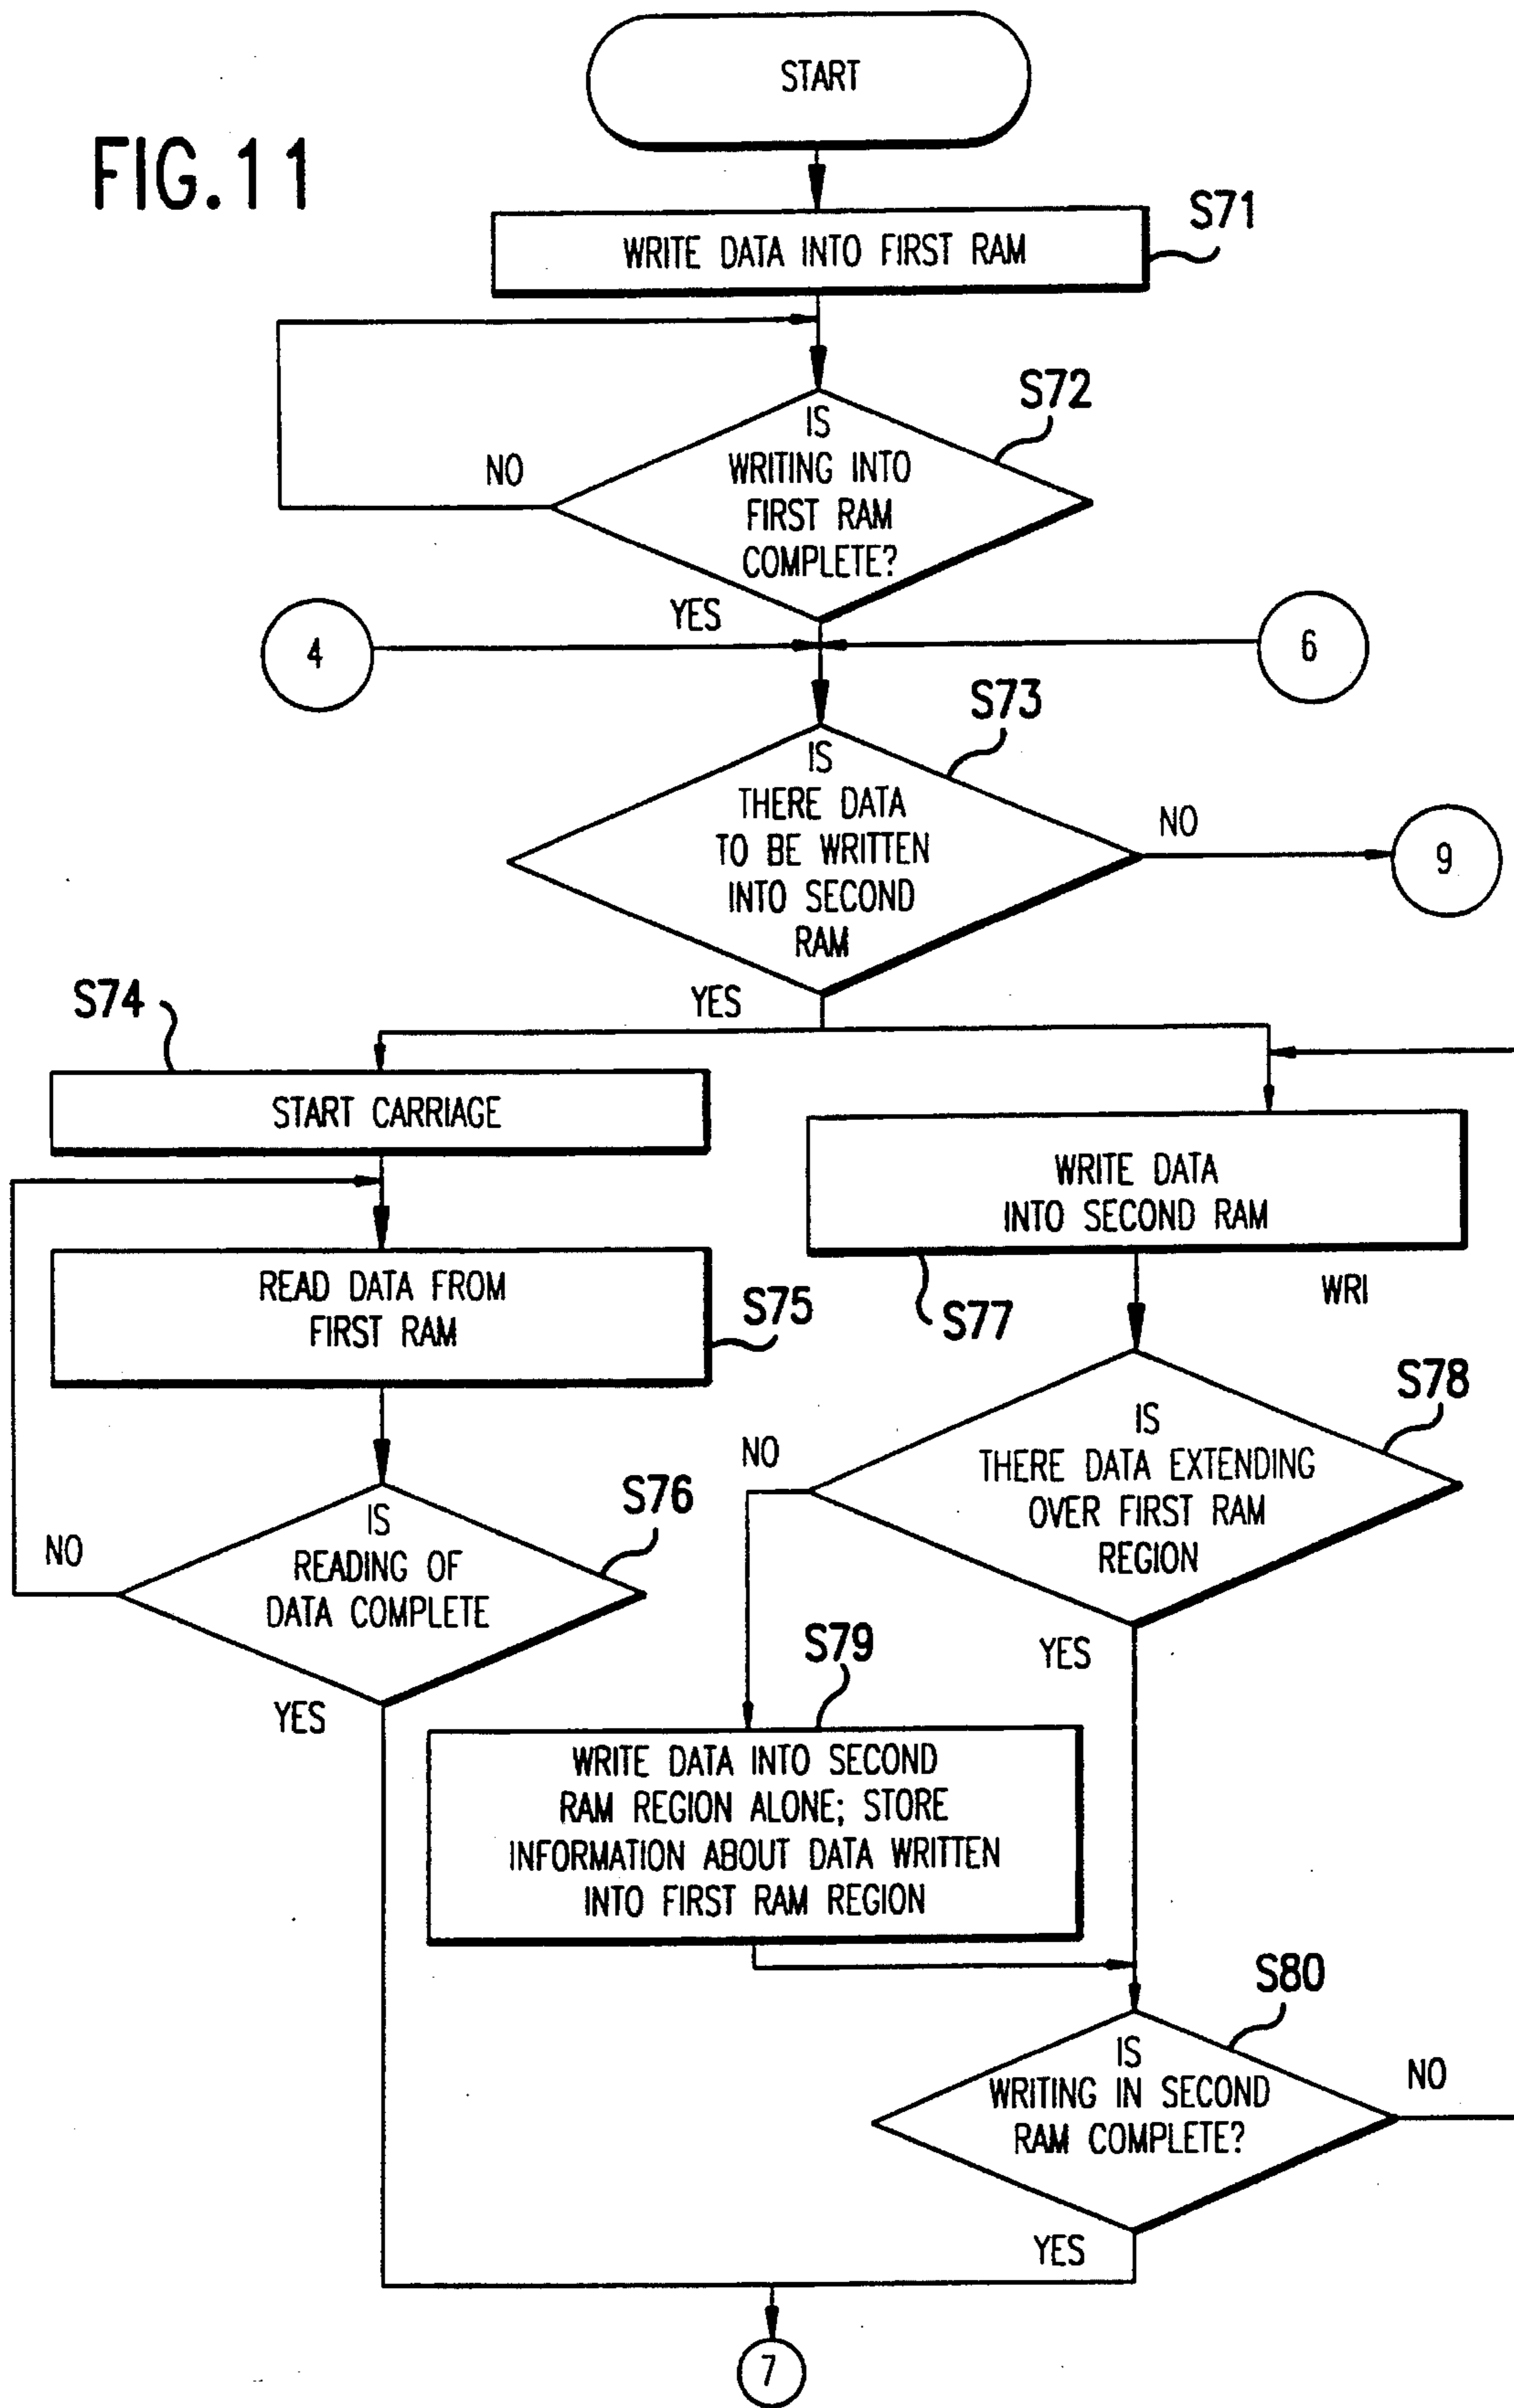 START
FIG.11
S71
WRITE DATA INTO FIRST RAM
S72
IS
WRITING INTO
FIRST RAM
COMPLETE?
NO
YES
4
6
S73
IS
THERE DATA
TO BE WRITTEN
INTO SECOND
RAM
NO
9
YES
S74
START CARRIAGE
READ DATA FROM
FIRST RAM
S75
IS
READING OF
DATA COMPLETE
S76
NO
YES
WRITE DATA
INTO SECOND RAM
S77
WRI
S78
IS
THERE DATA EXTENDING
OVER FIRST RAM
REGION
NO
YES
S79
WRITE DATA INTO SECOND
RAM REGION ALONE; STORE
INFORMATION ABOUT DATA WRITTEN
INTO FIRST RAM REGION
S80
IS
WRITING IN SECOND
RAM COMPLETE?
NO
YES
7